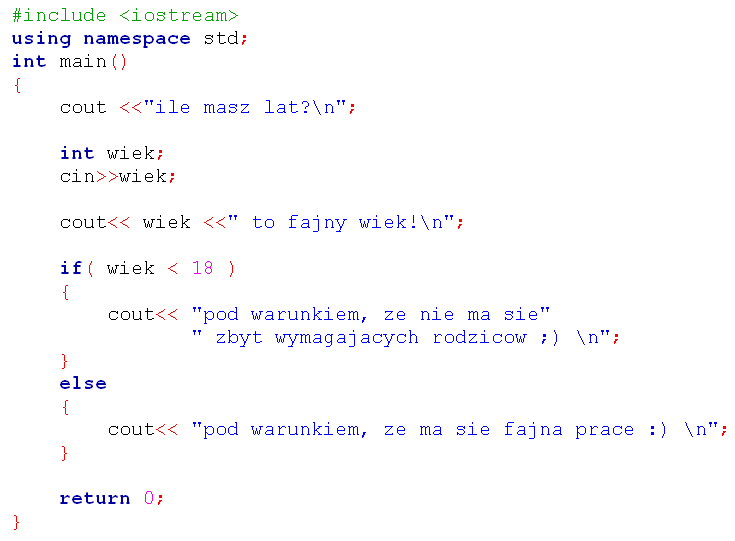 #include <iostream>
using namespace std;
int main()
{
    cout <<"ile masz lat?\n";

    int wiek;
    cin>>wiek;

    cout<< wiek <<" to fajny wiek!\n";

    if( wiek < 18 )
    {
        cout<< "pod warunkiem, ze nie ma sie"
               " zbyt wymagajacych rodzicow ;) \n";
    }
    else
    {
        cout<< "pod warunkiem, ze ma sie fajna prace :) \n";
    }

    return 0;
}